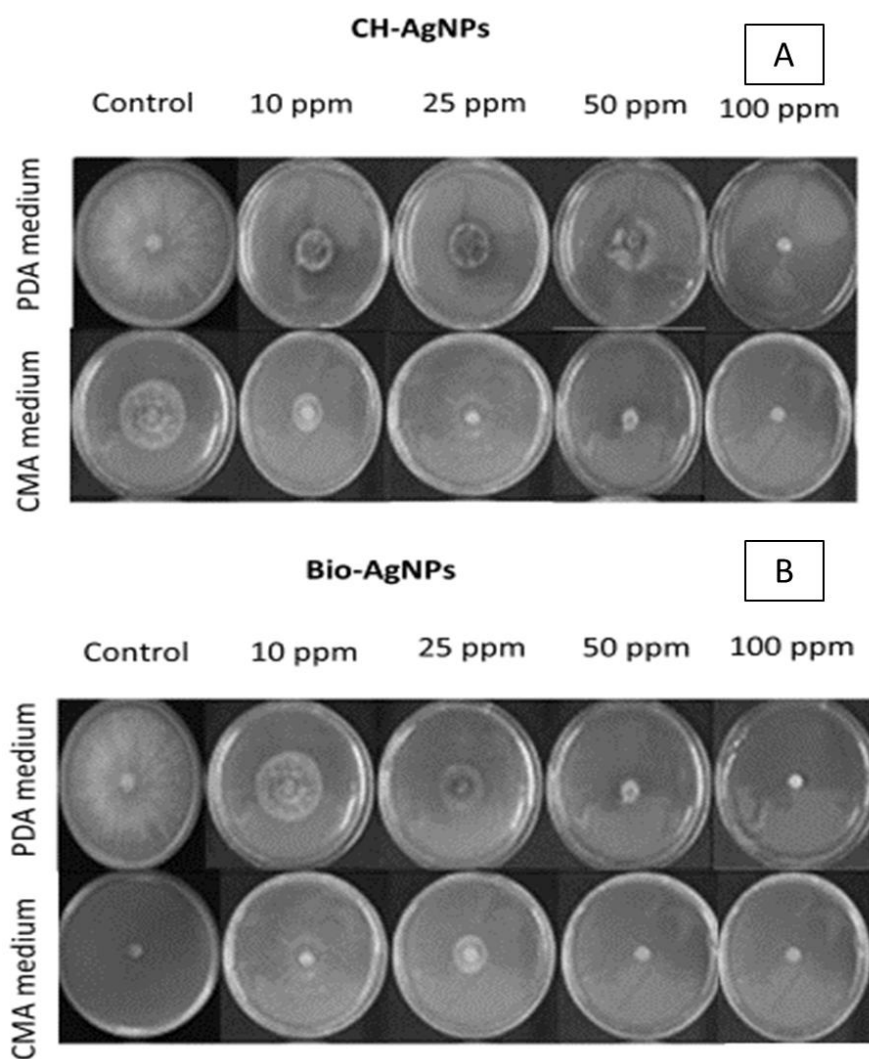 CH-AgNPs
A
Control 10 ppm 25 ppm 50 ppm 100 ppm
PDA medium
CMA medium
Bio-AgNPs
B
Control 10 ppm 25 ppm 50 ppm 100 ppm
PDA medium
CMA medium